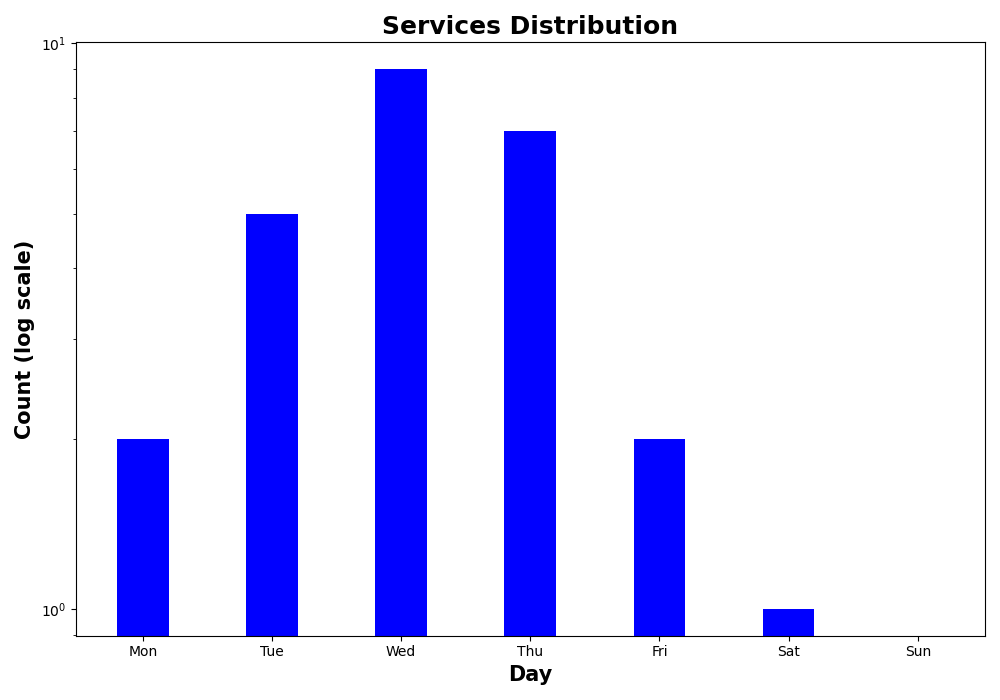 Services Distribution
10¹
10⁰
Count (log scale)
Mon Tue Wed Thu Fri Sat Sun
Day